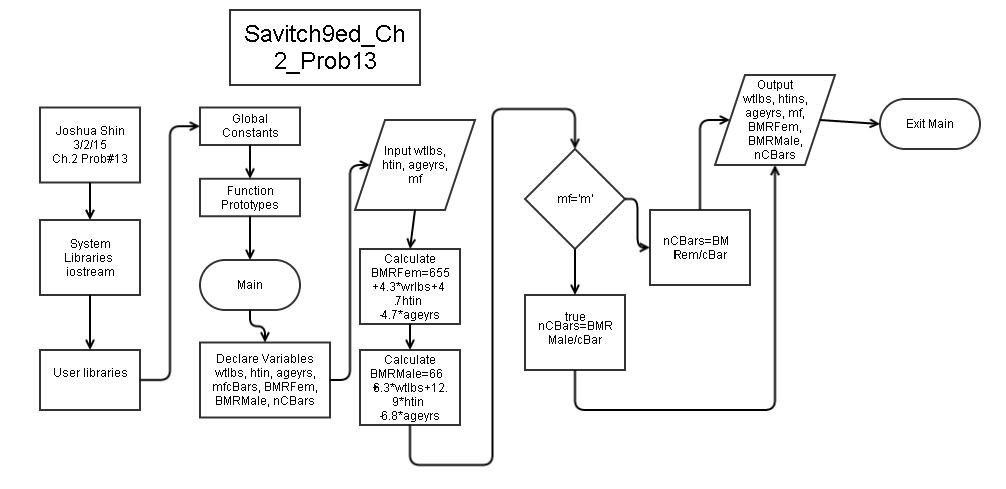 Savitch9ed_Ch
2_Prob13
Joshua Shin
3/2/15
Ch.2 Prob#13
System
Libraries
iostream
User libraries
Global
Constants
Function
Prototypes
Main
Declare Variables
wtlbs, htin, ageyrs,
mfcBars, BMRFem,
BMRMale, nCBars
Input wtlbs,
htin, ageyrs,
mf
Calculate
BMRFem=655
+4.3*wrlbs+4
.7htin
-4.7*ageyrs
Calculate
BMRMale=66
6.3*wtlbs+12.
9*htin
-6.8*ageyrs
mf='m'
true
nCBars=BMR
Male/cBar
nCBars=BM
Rem/cBar
Output
wtlbs, htins,
ageyrs, mf,
BMRFem,
BMRMale,
nCBars
Exit Main